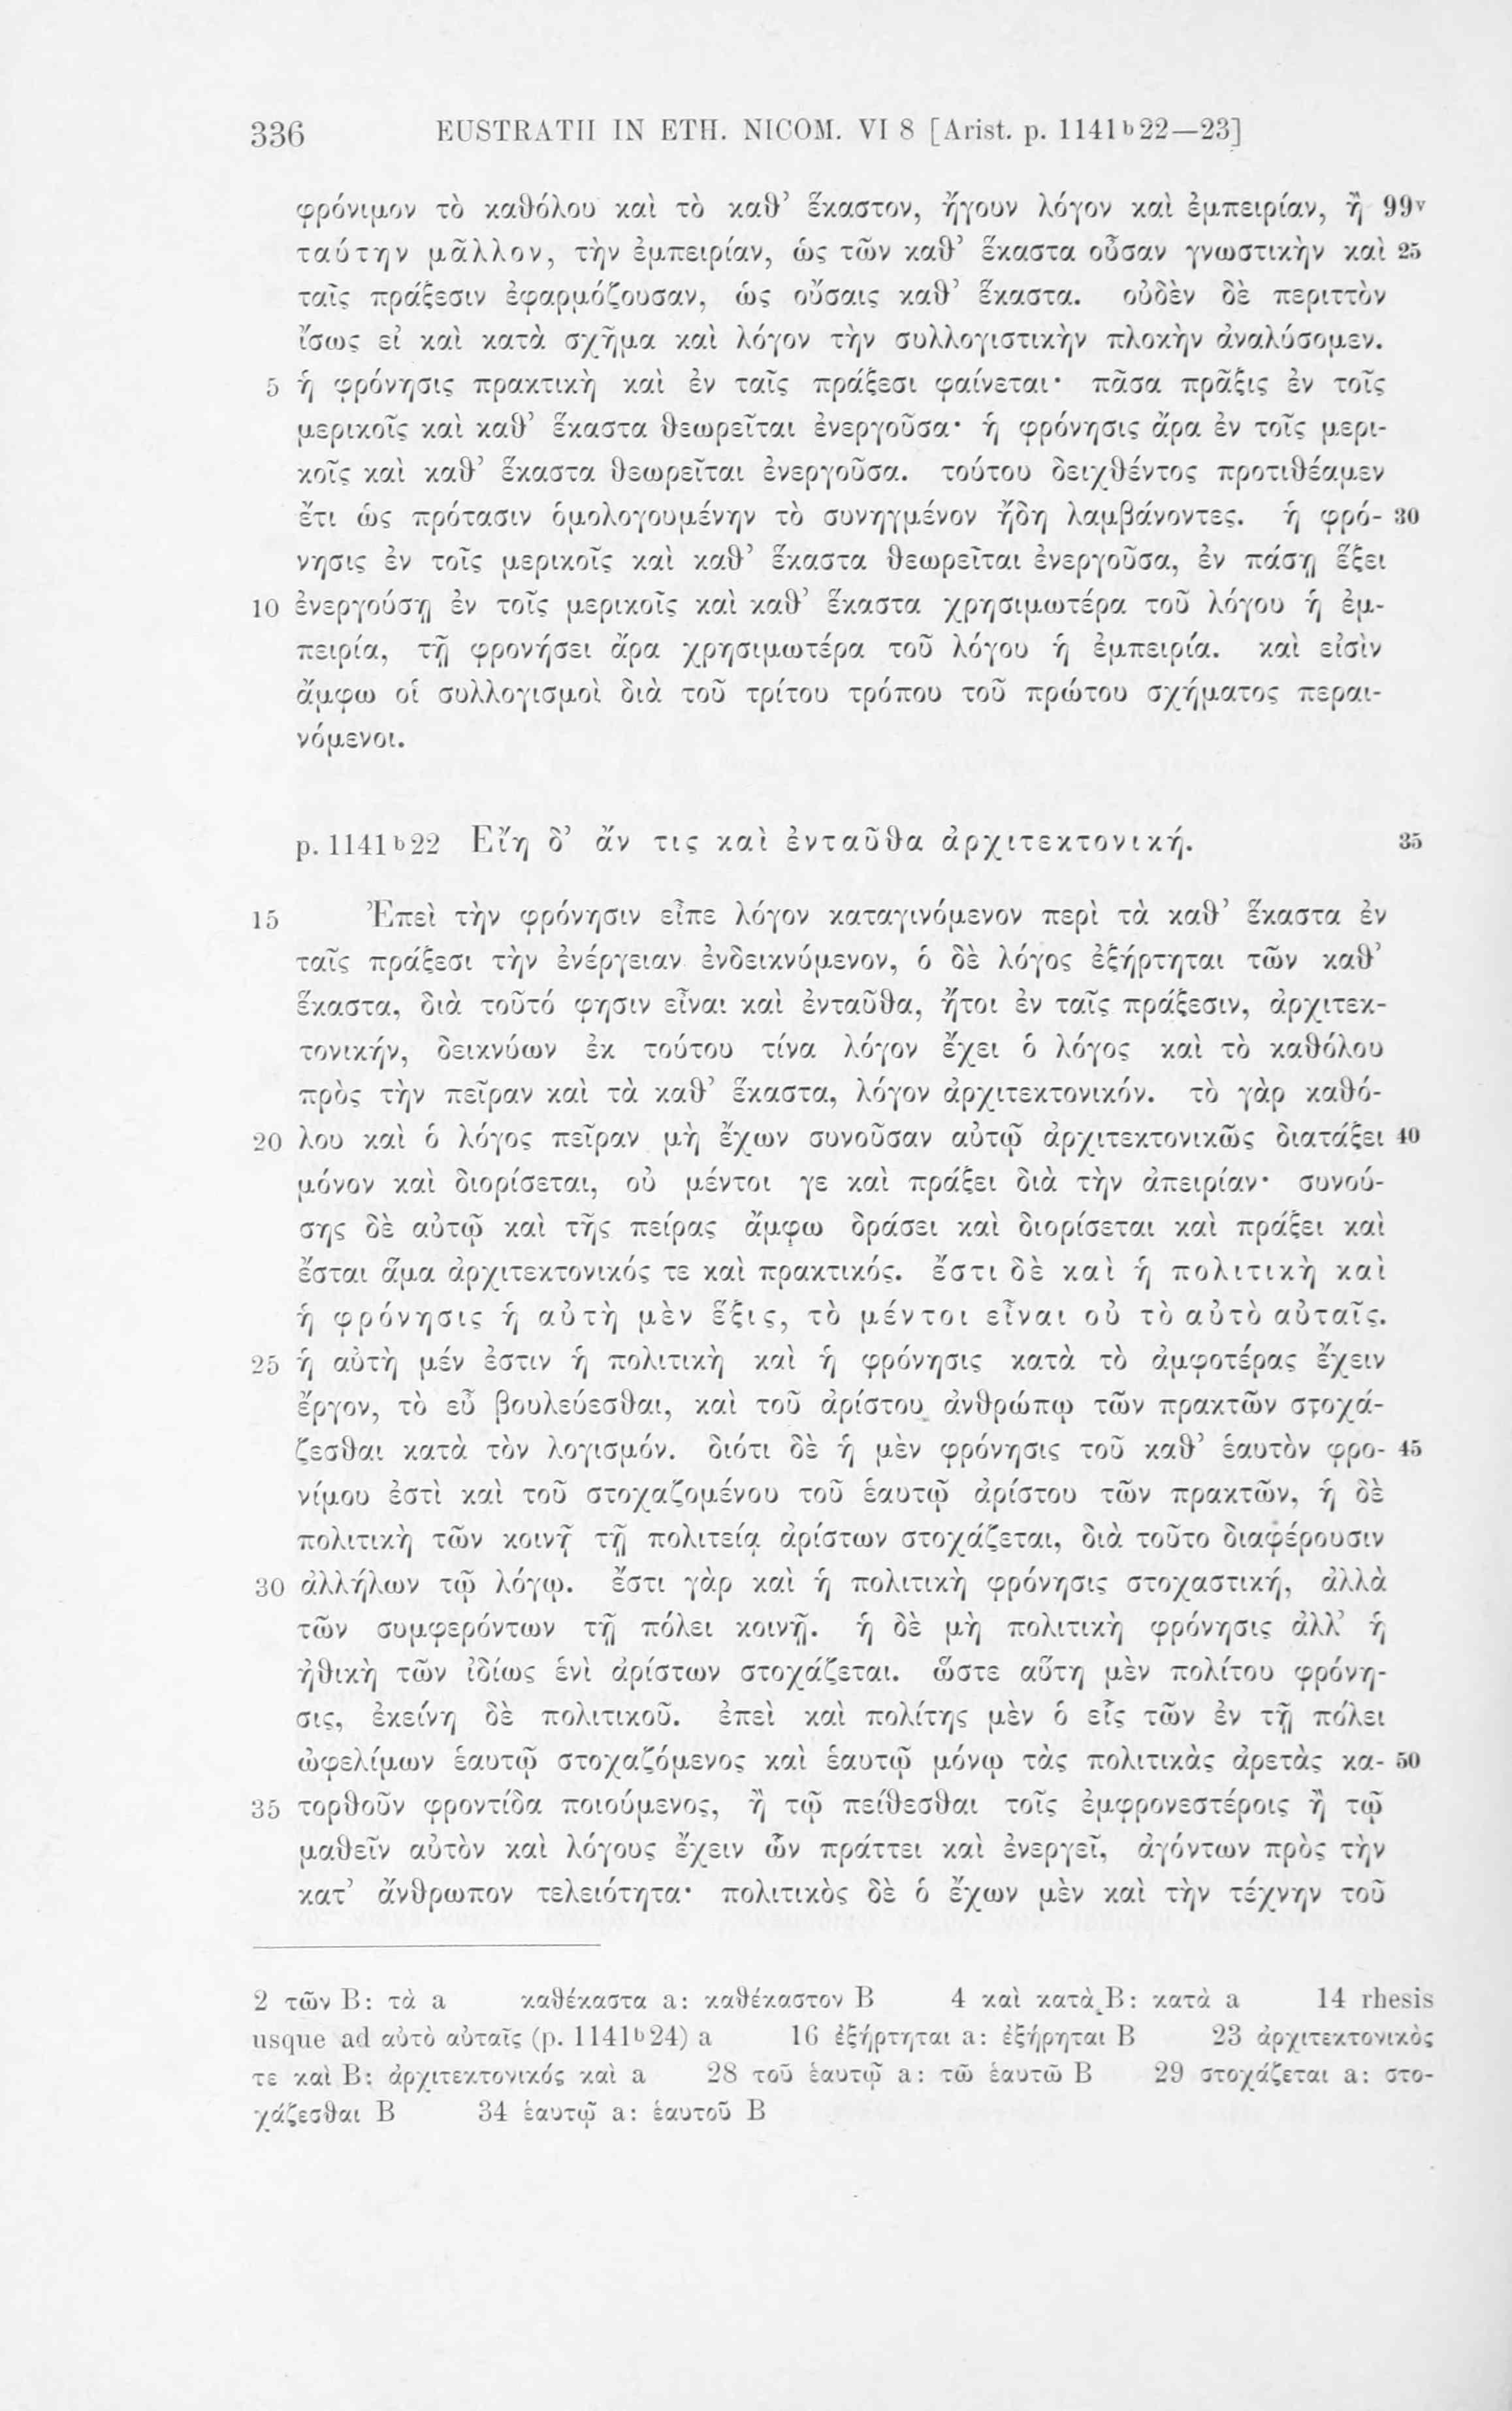 336 EUSTRATII IN ETH. NICOM. VI 8 [Arist. p. 1141b22—23]
φρόνιμον τὸ καθόλου καὶ τὸ καθ’ ἕκαστον, ἤγουν λόγον καὶ ἐμπειρίαν, ἢ 99v
ταύτην μᾶλλον, τὴν ἐμπειρίαν, ὡς τῶν καθ’ ἕκαστα οὖσαν γνωστικὴν καὶ 25
ταῖς πράξεσιν ἐφαρμόζουσαν, ὡς οὔσαις καθ’ ἕκαστα. οὐδὲν δὲ περιττὸν
ἴσως εἰ καὶ κατὰ σχῆμα καὶ λόγον τὴν συλλογιστικὴν πλοκὴν ἀναλύσομεν.
5 ἡ φρόνησις πρακτικὴ καὶ ἐν ταῖς πράξεσι φαίνεται· πᾶσα πρᾶξις ἐν τοῖς
μερικοῖς καὶ καθ’ ἕκαστα θεωρεῖται ἐνεργοῦσα· ἡ φρόνησις ἄρα ἐν τοῖς μερι-
κοῖς καὶ καθ’ ἕκαστα θεωρεῖται ἐνεργοῦσα. τούτου δειχθέντος προτιθέαμεν
ἔτι ὡς πρότασιν ὁμολογουμένην τὸ συνηγμένον ἤδη λαμβάνοντες. ἡ φρό- 30
νησις ἐν τοῖς μερικοῖς καὶ καθ’ ἕκαστα θεωρεῖται ἐνεργοῦσα, ἐν πάσῃ ἕξει
10 ἐνεργούσῃ ἐν τοῖς μερικοῖς καὶ καθ’ ἕκαστα χρησιμωτέρα τοῦ λόγου ἡ ἐμ-
πειρία, τῇ φρονήσει ἄρα χρησιμωτέρα τοῦ λόγου ἡ ἐμπειρία. καὶ εἰσὶν
ἄμφω οἱ συλλογισμοὶ διὰ τοῦ τρίτου τρόπου τοῦ πρώτου σχήματος περαι-
νόμενοι.
p. 1141b22 Εἴη δ’ ἄν τις καὶ ἐνταῦθα ἀρχιτεκτονική. 35
15 Ἐπεὶ τὴν φρόνησιν εἶπε λόγον καταγινόμενον περὶ τὰ καθ’ ἕκαστα ἐν
ταῖς πράξεσι τὴν ἐνέργειαν ἐνδεικνύμενον, ὁ δὲ λόγος ἐξήρτηται τῶν καθ’
ἕκαστα, διὰ τοῦτό φησιν εἶναι καὶ ἐνταῦθα, ἤτοι ἐν ταῖς πράξεσιν, ἀρχιτεκ-
τονικήν, δεικνύων ἐκ τούτου τίνα λόγον ἔχει ὁ λόγος καὶ τὸ καθόλου
πρὸς τὴν πεῖραν καὶ τὰ καθ’ ἕκαστα, λόγον ἀρχιτεκτονικόν. τὸ γὰρ καθό-
20 λου καὶ ὁ λόγος πεῖραν μὴ ἔχων συνοῦσαν αὐτῷ ἀρχιτεκτονικῶς διατάξει 40
μόνον καὶ διορίσεται, οὐ μέντοι γε καὶ πράξει διὰ τὴν ἀπειρίαν· συνού-
σης δὲ αὐτῷ καὶ τῆς πείρας ἄμφω δράσει καὶ διορίσεται καὶ πράξει καὶ
ἔσται ἅμα ἀρχιτεκτονικός τε καὶ πρακτικός. ἔστι δὲ καὶ ἡ πολιτικὴ καὶ
ἡ φρόνησις ἡ αὐτὴ μὲν ἕξις, τὸ μέντοι εἶναι οὐ τὸ αὐτὸ αὐταῖς.
25 ἡ αὐτὴ μέν ἐστιν ἡ πολιτικὴ καὶ ἡ φρόνησις κατὰ τὸ ἀμφοτέρας ἔχειν
ἔργον, τὸ εὖ βουλεύεσθαι, καὶ τοῦ ἀρίστου ἀνθρώπῳ τῶν πρακτῶν στοχά-
ζεσθαι κατὰ τὸν λογισμόν. διότι δὲ ἡ μὲν φρόνησις τοῦ καθ’ ἑαυτὸν φρο- 45
νίμου ἐστὶ καὶ τοῦ στοχαζομένου τοῦ ἑαυτῷ ἀρίστου τῶν πρακτῶν, ἡ δὲ
πολιτικὴ τῶν κοινῇ τῇ πολιτείᾳ ἀρίστων στοχάζεται, διὰ τοῦτο διαφέρουσιν
30 ἀλλήλων τῷ λόγῳ. ἔστι γὰρ καὶ ἡ πολιτικὴ φρόνησις στοχαστική, ἀλλὰ
τῶν συμφερόντων τῇ πόλει κοινῇ. ἡ δὲ μὴ πολιτικὴ φρόνησις ἀλλ’ ἡ
ἠθικὴ τῶν ἰδίως ἑνὶ ἀρίστων στοχάζεται. ὥστε αὕτη μὲν πολίτου φρόνη-
σις, ἐκείνη δὲ πολιτικοῦ. ἐπεὶ καὶ πολίτης μὲν ὁ εἷς τῶν ἐν τῇ πόλει
ὠφελίμων ἑαυτῷ στοχαζόμενος καὶ ἑαυτῷ μόνῳ τὰς πολιτικὰς ἀρετὰς κα- 50
35 τορθοῦν φροντίδα ποιούμενος, ἢ τῷ πείθεσθαι τοῖς ἐμφρονεστέροις ἢ τῷ
μαθεῖν αὐτὸν καὶ λόγους ἔχειν ὧν πράττει καὶ ἐνεργεῖ, ἀγόντων πρὸς τὴν
κατ’ ἄνθρωπον τελειότητα· πολιτικὸς δὲ ὁ ἔχων μὲν καὶ τὴν τέχνην τοῦ
2 τῶν B: τὰ a καθέκαστα a: καθέκαστον B 4 καὶ κατὰ B: κατὰ a 14 rhesis
usque ad αὐτὸ αὐταῖς (p. 1141b24) a 16 ἐξήρτηται a: ἐξήρηται B 23 ἀρχιτεκτονικὸς
τε καὶ B: ἀρχιτεκτονικός καὶ a 28 τοῦ ἑαυτῷ a: τῶ ἑαυτῶ B 29 στοχάζεται a: στο-
χάζεσθαι B 34 ἑαυτῷ a: ἑαυτοῦ B